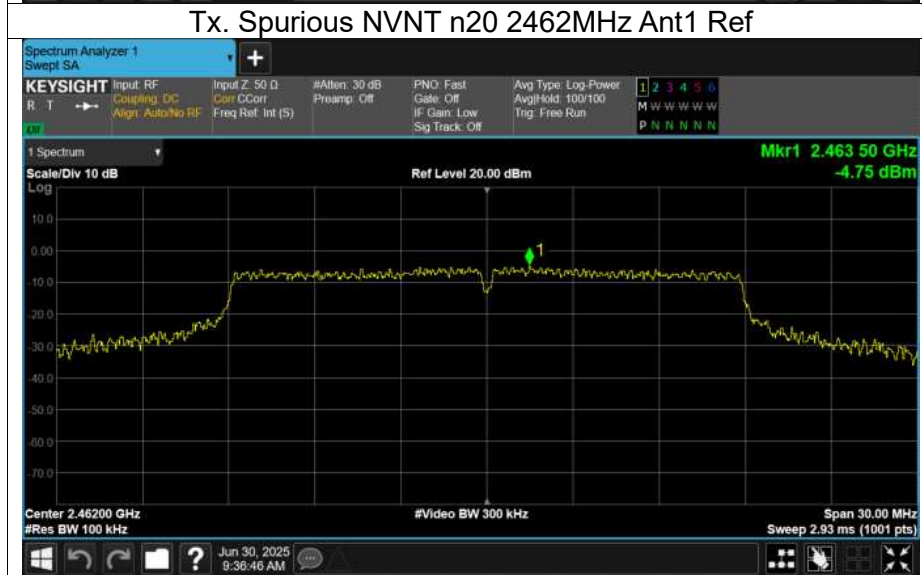 Tx. Spurious NVNT n20 2462MHz Ant1 Ref
Spectrum Analyzer 1
Swept SA
+
KEYSIGHT
R T
Input: RF
Coupling: DC
Align: Auto/No RF
Input Z: 50 Ω
Corr CCorr
Freq Ref: Int (S)
#Atten: 30 dB
Preamp: Off
PNO: Fast
Gate: Off
IF Gain: Low
Sig Track: Off
Avg Type: Log-Power
Avg|Hold: 100/100
Trig: Free Run
1 2 3 4 5 6
M W W W W W
P N N N N N
1 Spectrum
Scale/Div 10 dB
Log
Ref Level 20.00 dBm
Mkr1 2.463 50 GHz
-4.75 dBm
10.0
0.00
-10.0
-20.0
-30.0
-40.0
-50.0
-60.0
-70.0
1
Center 2.46200 GHz
#Res BW 100 kHz
#Video BW 300 kHz
Span 30.00 MHz
Sweep 2.93 ms (1001 pts)
?
Jun 30, 2025
9:36:46 AM